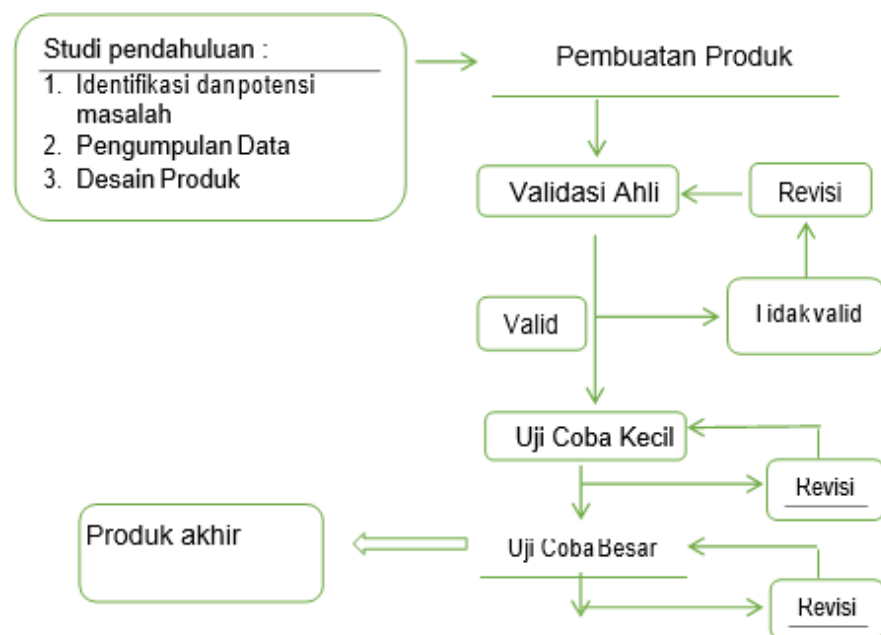 Studi pendahuluan :
1. Identifikasi dan potensi
masalah
2. Pengumpulan Data
3. Desain Produk
Pembuatan Produk
Validasi Ahli
Revisi
Valid
Tidak valid
Uji Coba Kecil
Revisi
Produk akhir
Uji Coba Besar
Revisi